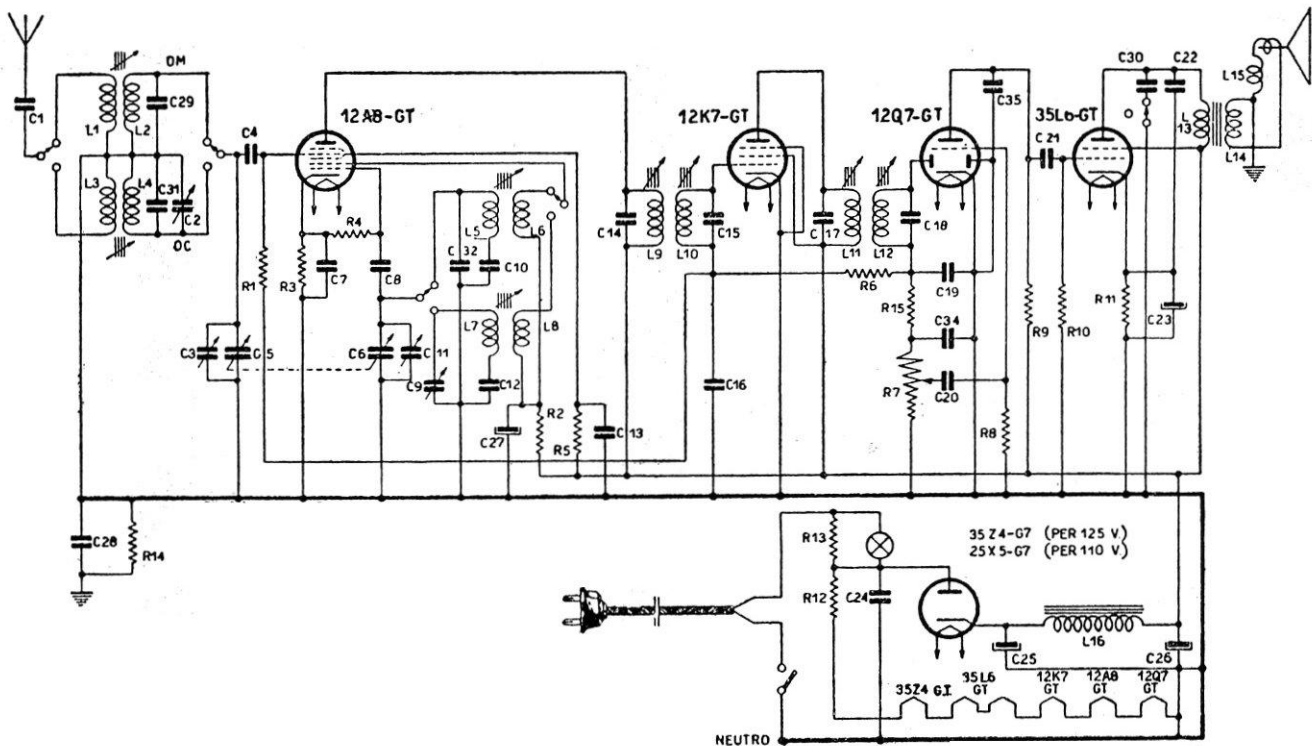 OM
C29
C1
L1
L2
C4
L3
L4
C31
C2
OC
12A8-GT
R4
R3
C7
C8
R1
C3
C5
C6
C11
L5
L6
C32
C10
L7
L8
C9
C12
C27
R2
R5
C13
C14
L9
L10
C15
12K7-GT
C17
L11
L12
C18
12Q7-GT
C35
R6
C19
R15
C34
R7
C20
R8
C16
R9
C21
R10
35L6-GT
C30
C22
O
L13
L14
L15
R11
C23
C28
R14
R13
R12
C24
35Z4-G7 (PER 125 V.)
25X5-G7 (PER 110 V.)
L16
C25
C26
35Z4 GT
35L6 GT
12K7 GT
12A8 GT
12Q7 GT
NEUTRO